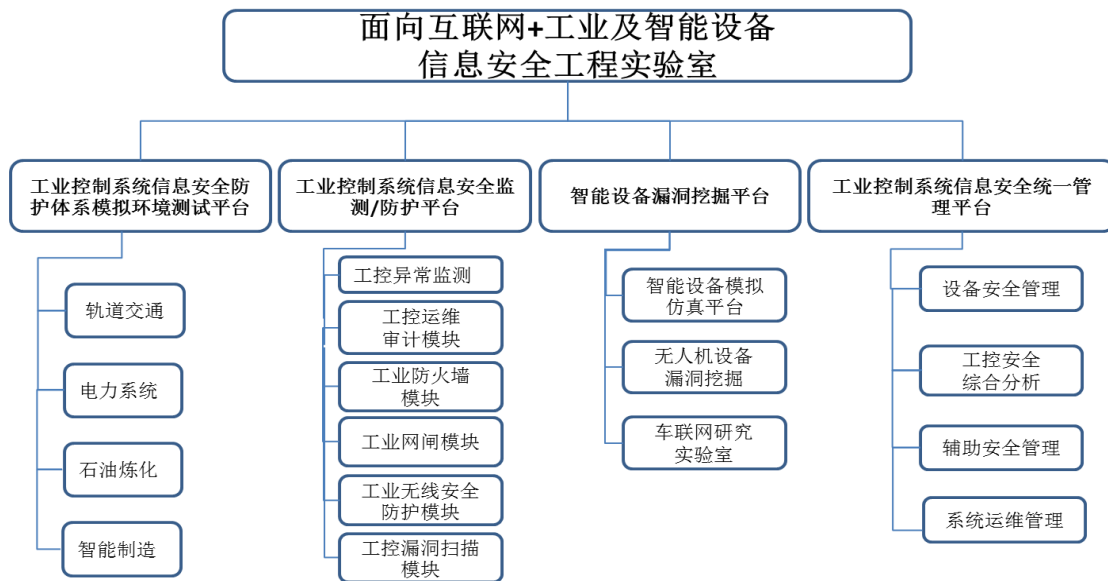 面向互联网+工业及智能设备
信息安全工程实验室
工业控制系统信息安全防
护体系模拟环境测试平台
轨道交通
电力系统
石油炼化
智能制造
工业控制系统信息安全监
测/防护平台
工控异常监测
工控运维
审计模块
工业防火墙
模块
工业网闸模块
工业无线安全
防护模块
工控漏洞扫描
模块
智能设备漏洞挖掘平台
智能设备模拟
仿真平台
无人机设备
漏洞挖掘
车联网研究
实验室
工业控制系统信息安全统一管
理平台
设备安全管理
工控安全
综合分析
辅助安全管理
系统运维管理